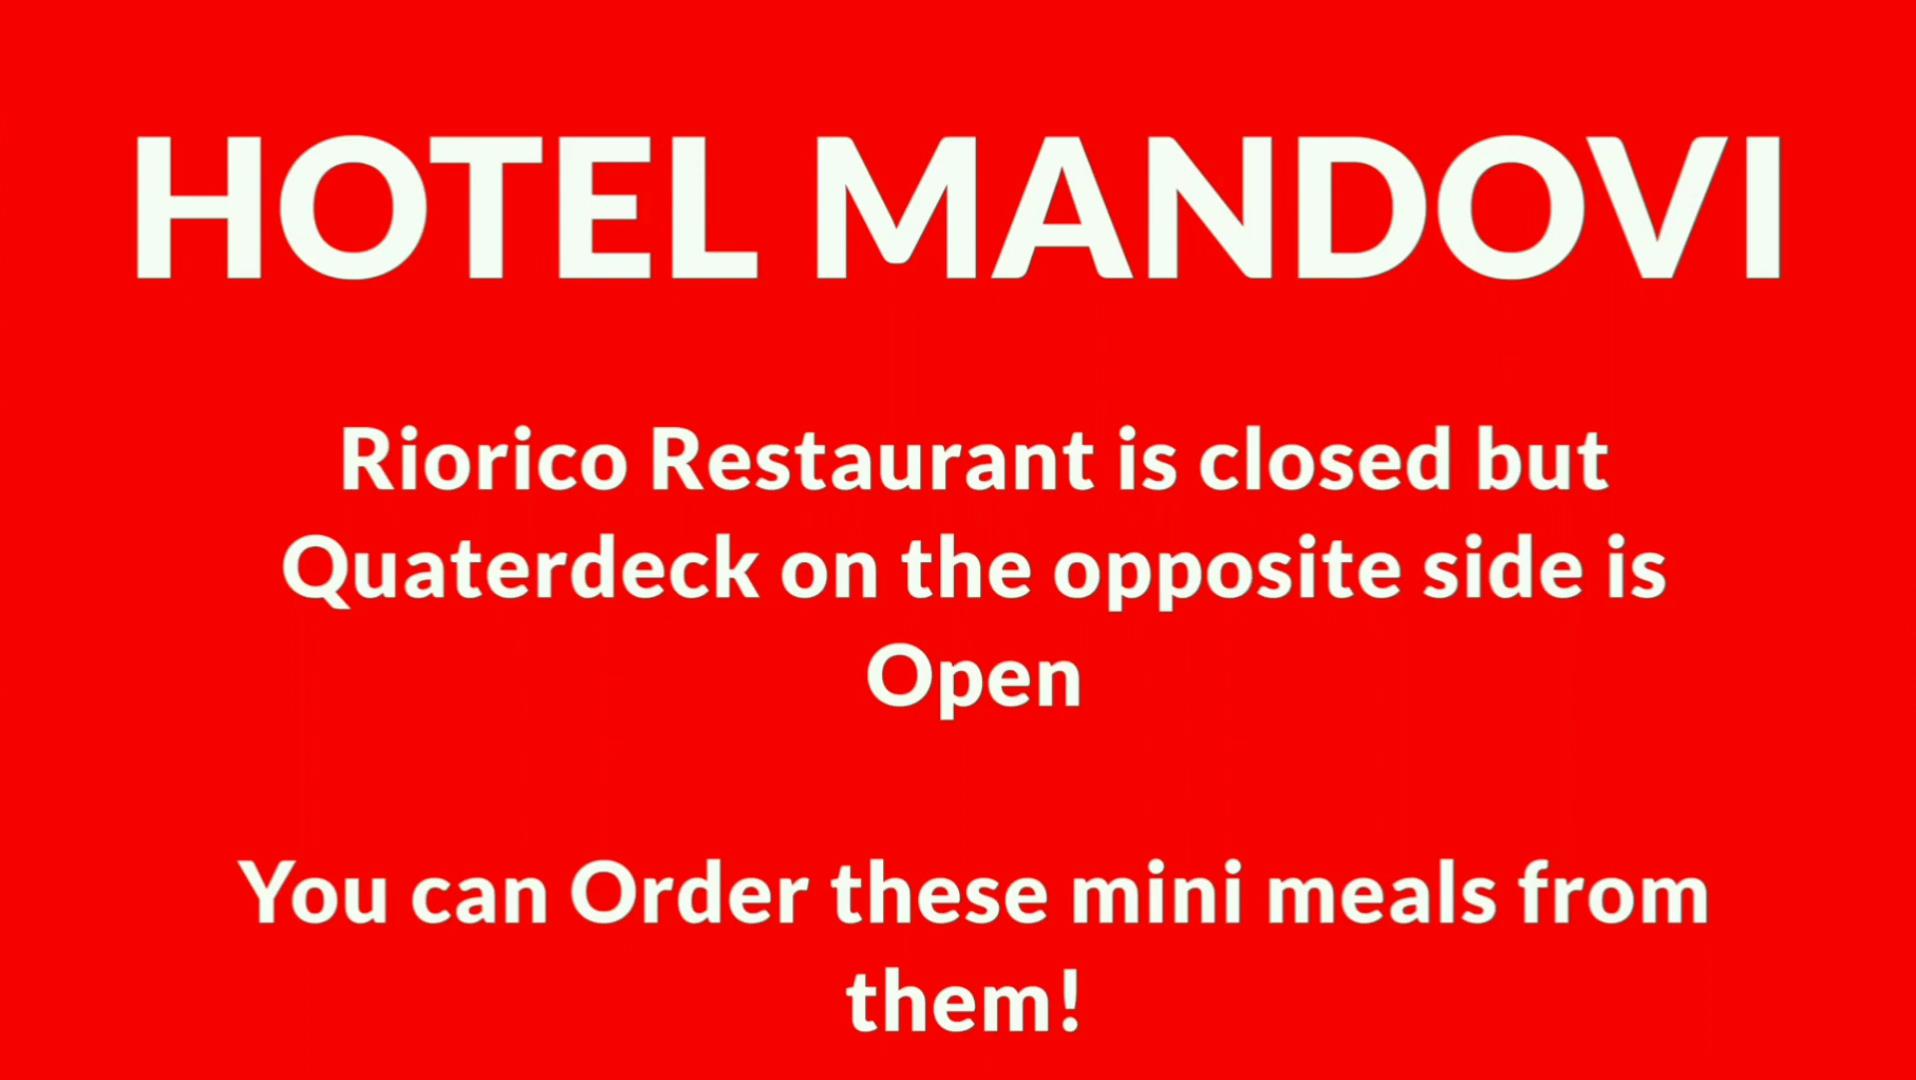 HOTEL MANDOVI
Riorico Restaurant is closed but
Quaterdeck on the opposite side is
Open
You can Order these mini meals from
them!